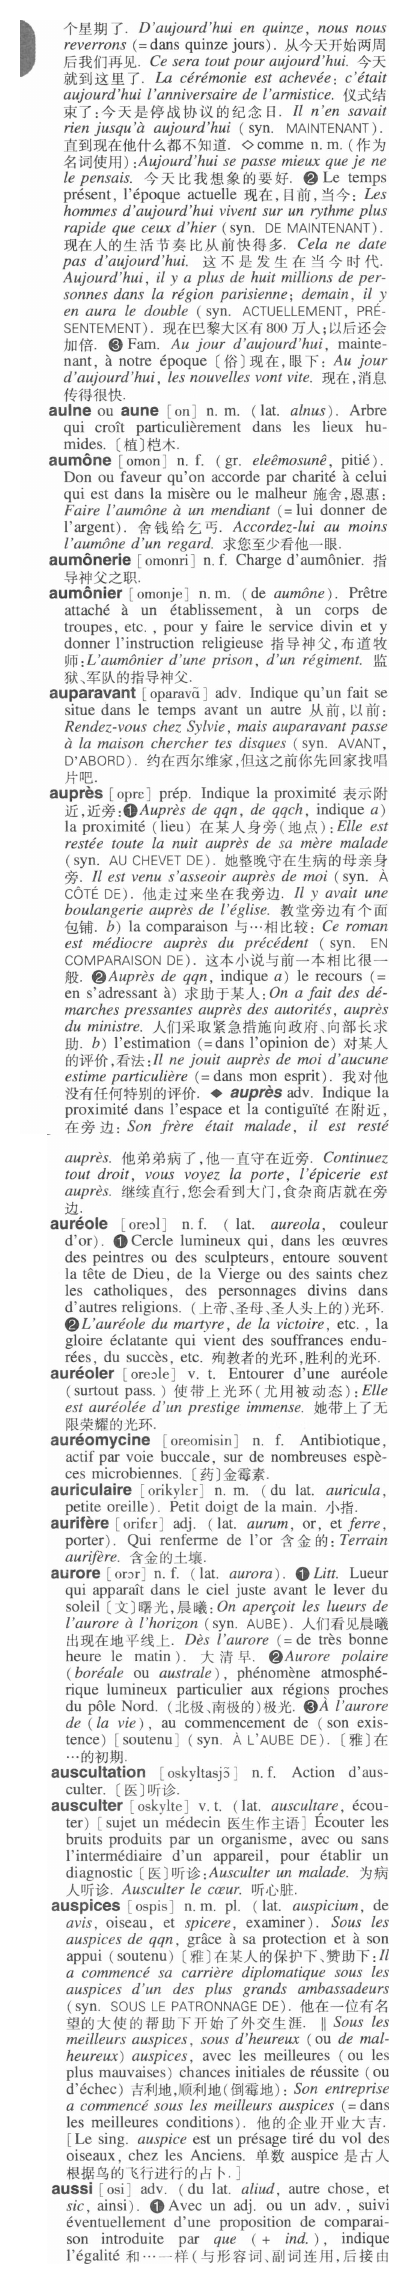 个星期了. D'aujourd'hui en quinze, nous nous
reverrons (=dans quinze jours). 从今天开始两周
后我们再见. Ce sera tout pour aujourd'hui. 今天
就到这里了. La cérémonie est achevée; c'était
aujourd'hui l'anniversaire de l'armistice. 仪式结
束了;今天是停战协议的纪念日. Il n'en savait
rien jusqu'à aujourd'hui (syn. MAINTENANT).
直到现在他什么都不知道. ◇comme n. m. (作为
名词使用):Aujourd'hui se passe mieux que je ne
le pensais. 今天比我想象的要好. ❷ Le temps
présent, l'époque actuelle 现在,目前,当今: Les
hommes d'aujourd'hui vivent sur un rythme plus
rapide que ceux d'hier (syn. DE MAINTENANT).
现在人的生活节奏比从前快得多. Cela ne date
pas d'aujourd'hui. 这不是发生在当今时代.
Aujourd'hui, il y a plus de huit millions de per-
sonnes dans la région parisienne; demain, il y
en aura le double (syn. ACTUELLEMENT, PRÉ-
SENTEMENT). 现在巴黎大区有 800 万人;以后还会
加倍. ❸ Fam. Au jour d'aujourd'hui, mainte-
nant, à notre époque〔俗〕现在,眼下: Au jour
d'aujourd'hui, les nouvelles vont vite. 现在,消息
传得很快.
aulne ou aune [on] n. m. (lat. alnus). Arbre
qui croît particulièrement dans les lieux hu-
mides.〔植〕桤木.
aumône [omon] n. f. (gr. eleêmosunê, pitié).
Don ou faveur qu'on accorde par charité à celui
qui est dans la misère ou le malheur 施舍,恩惠:
Faire l'aumône à un mendiant (=lui donner de
l'argent). 舍钱给乞丐. Accordez-lui au moins
l'aumône d'un regard. 求您至少看他一眼.
aumônerie [omonri] n. f. Charge d'aumônier. 指
导神父之职.
aumônier [omonje] n. m. (de aumône). Prêtre
attaché à un établissement, à un corps de
troupes, etc., pour y faire le service divin et y
donner l'instruction religieuse 指导神父,布道牧
师:L'aumônier d'une prison, d'un régiment. 监
狱、军队的指导神父.
auparavant [oparavɑ̃] adv. Indique qu'un fait se
situe dans le temps avant un autre 从前,以前:
Rendez-vous chez Sylvie, mais auparavant passe
à la maison chercher tes disques (syn. AVANT,
D'ABORD). 约在西尔维家,但这之前你先回家找唱
片吧.
auprès [oprɛ] prép. Indique la proximité 表示附
近,近旁:❶Auprès de qqn, de qqch, indique a)
la proximité (lieu) 在某人身旁(地点):Elle est
restée toute la nuit auprès de sa mère malade
(syn. AU CHEVET DE). 她整晚守在生病的母亲身
旁. Il est venu s'asseoir auprès de moi (syn. À
CÔTÉ DE). 他走过来坐在我旁边. Il y avait une
boulangerie auprès de l'église. 教堂旁边有个面
包铺. b) la comparaison 与…相比较: Ce roman
est médiocre auprès du précédent (syn. EN
COMPARAISON DE). 这本小说与前一本相比很一
般. ❷Auprès de qqn, indique a) le recours (=
en s'adressant à) 求助于某人:On a fait des dé-
marches pressantes auprès des autorités, auprès
du ministre. 人们采取紧急措施向政府、向部长求
助. b) l'estimation (=dans l'opinion de) 对某人
的评价,看法:Il ne jouit auprès de moi d'aucune
estime particulière (=dans mon esprit). 我对他
没有任何特别的评价. ◆ auprès adv. Indique la
proximité dans l'espace et la contiguïté 在附近,
在旁边: Son frère était malade, il est resté
auprès. 他弟弟病了,他一直守在近旁. Continuez
tout droit, vous voyez la porte, l'épicerie est
auprès. 继续直行,您会看到大门,食杂商店就在旁
边.
auréole [oreɔl] n. f. (lat. aureola, couleur
d'or). ❶Cercle lumineux qui, dans les œuvres
des peintres ou des sculpteurs, entoure souvent
la tête de Dieu, de la Vierge ou des saints chez
les catholiques, des personnages divins dans
d'autres religions. (上帝、圣母、圣人头上的)光环.
❷L'auréole du martyre, de la victoire, etc., la
gloire éclatante qui vient des souffrances endu-
rées, du succès, etc. 殉教者的光环,胜利的光环.
auréoler [oreɔle] v. t. Entourer d'une auréole
(surtout pass.) 使带上光环(尤用被动态):Elle
est auréolée d'un prestige immense. 她带上了无
限荣耀的光环.
auréomycine [oreomisin] n. f. Antibiotique,
actif par voie buccale, sur de nombreuses espè-
ces microbiennes.〔药〕金霉素.
auriculaire [orikylɛr] n. m. (du lat. auricula,
petite oreille). Petit doigt de la main. 小指.
aurifère [orifɛr] adj. (lat. aurum, or, et ferre,
porter). Qui renferme de l'or 含金的: Terrain
aurifère. 含金的土壤.
aurore [orɔr] n. f. (lat. aurora). ❶ Litt. Lueur
qui apparaît dans le ciel juste avant le lever du
soleil〔文〕曙光,晨曦:On aperçoit les lueurs de
l'aurore à l'horizon (syn. AUBE). 人们看见晨曦
出现在地平线上. Dès l'aurore (=de très bonne
heure le matin). 大清早. ❷Aurore polaire
(boréale ou australe), phénomène atmosphé-
rique lumineux particulier aux régions proches
du pôle Nord. (北极、南极的)极光. ❸À l'aurore
de (la vie), au commencement de (son exis-
tence) [soutenu] (syn. À L'AUBE DE).〔雅〕在
…的初期.
auscultation [oskyltasjɔ̃] n. f. Action d'aus-
culter.〔医〕听诊.
ausculter [oskylte] v. t. (lat. auscultare, écou-
ter) [sujet un médecin 医生作主语] Écouter les
bruits produits par un organisme, avec ou sans
l'intermédiaire d'un appareil, pour établir un
diagnostic〔医〕听诊:Ausculter un malade. 为病
人听诊. Ausculter le cœur. 听心脏.
auspices [ospis] n. m. pl. (lat. auspicium, de
avis, oiseau, et spicere, examiner). Sous les
auspices de qqn, grâce à sa protection et à son
appui (soutenu)〔雅〕在某人的保护下、赞助下:Il
a commencé sa carrière diplomatique sous les
auspices d'un des plus grands ambassadeurs
(syn. SOUS LE PATRONNAGE DE). 他在一位有名
望的大使的帮助下开始了外交生涯. ‖ Sous les
meilleurs auspices, sous d'heureux (ou de mal-
heureux) auspices, avec les meilleures (ou les
plus mauvaises) chances initiales de réussite (ou
d'échec) 吉利地,顺利地(倒霉地): Son entreprise
a commencé sous les meilleurs auspices (=dans
les meilleures conditions). 他的企业开业大吉.
[Le sing. auspice est un présage tiré du vol des
oiseaux, chez les Anciens. 单数 auspice 是古人
根据鸟的飞行进行的占卜.]
aussi [osi] adv. (du lat. aliud, autre chose, et
sic, ainsi). ❶ Avec un adj. ou un adv., suivi
éventuellement d'une proposition de comparai-
son introduite par que (+ ind.), indique
l'égalité 和…一样(与形容词、副词连用,后接由